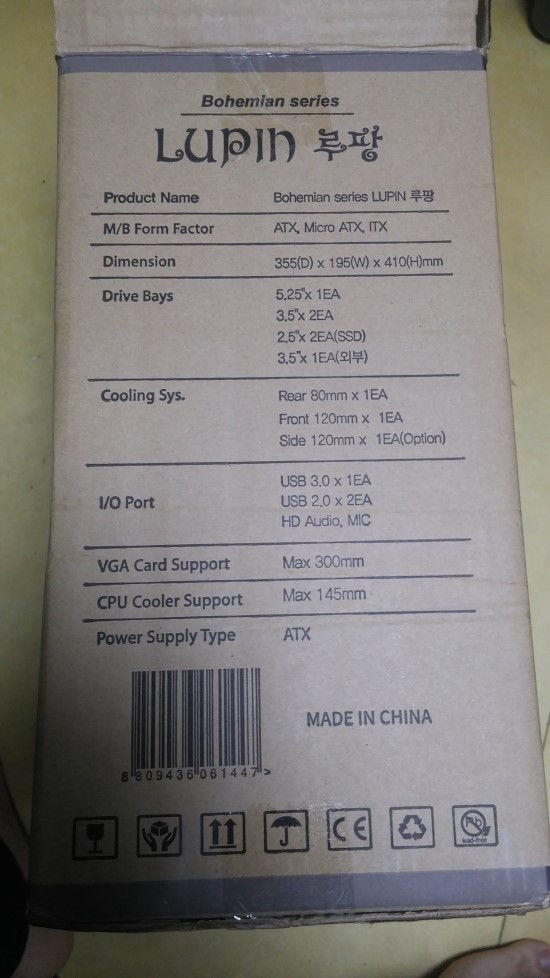 Bohemian series
LUPIN 루팡
Product Name Bohemian series LUPIN 루팡
M/B Form Factor ATX, Micro ATX, ITX
Dimension 355(D) x 195(W) x 410(H)mm
Drive Bays 5,25"x 1EA
3,5"x 2EA
2,5"x 2EA(SSD)
3,5"x 1EA(외부)
Cooling Sys. Rear 80mm x 1EA
Front 120mm x 1EA
Side 120mm x 1EA(Option)
USB 3.0 x 1EA
I/O Port USB 2.0 x 2EA
HD Audio, MIC
VGA Card Support Max 300mm
CPU Cooler Support Max 145mm
Power Supply Type ATX
MADE IN CHINA
8 809436 061447 >
CE
Pb
lead-free